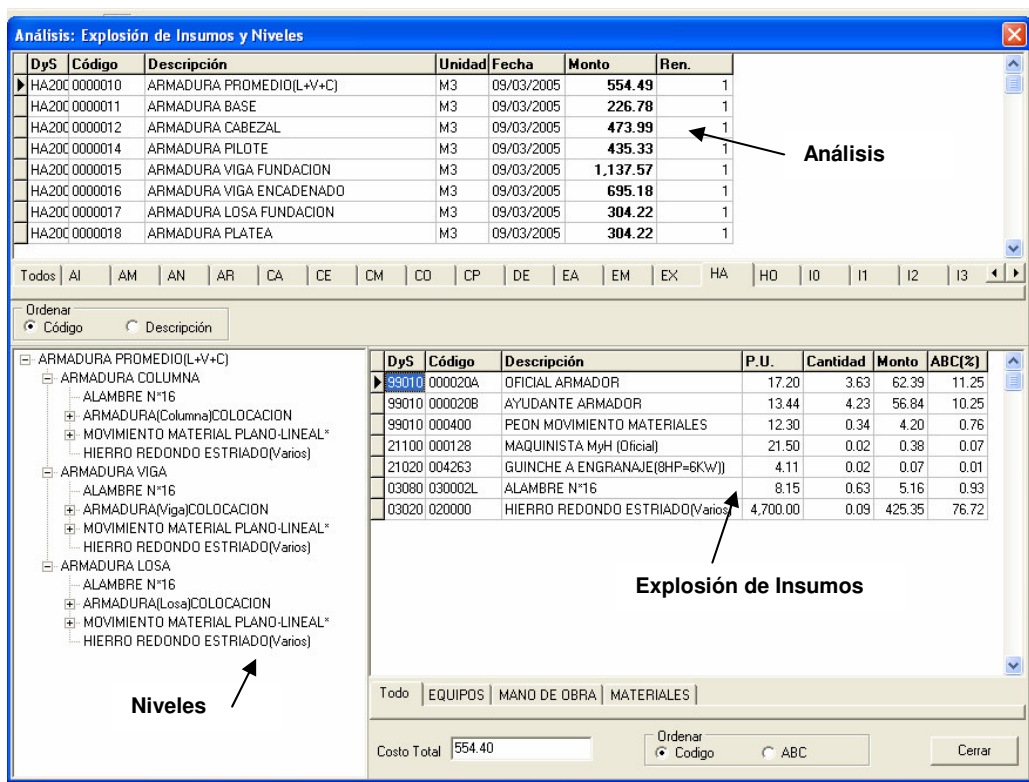 Análisis: Explosión de Insumos y Niveles
DyS Código Descripción Unidad Fecha Monto Ren.
HA200 0000010 ARMADURA PROMEDIO(L+V+C) M3 09/03/2005 554.49 1
HA200 0000011 ARMADURA BASE M3 09/03/2005 226.78 1
HA200 0000012 ARMADURA CABEZAL M3 09/03/2005 473.99 1
HA200 0000014 ARMADURA PILOTE M3 09/03/2005 435.33 1
HA200 0000015 ARMADURA VIGA FUNDACION M3 09/03/2005 1,137.57 1
HA200 0000016 ARMADURA VIGA ENCADENADO M3 09/03/2005 695.18 1
HA200 0000017 ARMADURA LOSA FUNDACION M3 09/03/2005 304.22 1
HA200 0000018 ARMADURA PLATEA M3 09/03/2005 304.22 1
Análisis
Todos AI AM AN AR CA CE CM CO CP DE EA EM EX HA HO I0 I1 I2 I3
Ordenar
Código Descripción
ARMADURA PROMEDIO(L+V+C)
ARMADURA COLUMNA
ALAMBRE N*16
ARMADURA(Columna)COLOCACION
MOVIMIENTO MATERIAL PLANO-LINEAL*
HIERRO REDONDO ESTRIADO(Varios)
ARMADURA VIGA
ALAMBRE N*16
ARMADURA(Viga)COLOCACION
MOVIMIENTO MATERIAL PLANO-LINEAL*
HIERRO REDONDO ESTRIADO(Varios)
ARMADURA LOSA
ALAMBRE N*16
ARMADURA(Losa)COLOCACION
MOVIMIENTO MATERIAL PLANO-LINEAL*
HIERRO REDONDO ESTRIADO(Varios)
Niveles
DyS Código Descripción P.U. Cantidad Monto ABC(%)
99010 000020A OFICIAL ARMADOR 17.20 3.63 62.39 11.25
99010 000020B AYUDANTE ARMADOR 13.44 4.23 56.84 10.25
99010 000400 PEON MOVIMIENTO MATERIALES 12.30 0.34 4.20 0.76
21100 000128 MAQUINISTA MyH (Oficial) 21.50 0.02 0.38 0.07
21020 004263 GUINCHE A ENGRANAJE(8HP=6KW)) 4.11 0.02 0.07 0.01
03080 030002L ALAMBRE N*16 8.15 0.63 5.16 0.93
03020 020000 HIERRO REDONDO ESTRIADO(Varios) 4,700.00 0.09 425.35 76.72
Explosión de Insumos
Todo EQUIPOS MANO DE OBRA MATERIALES
Costo Total 554.40
Ordenar
Codigo ABC
Cerrar